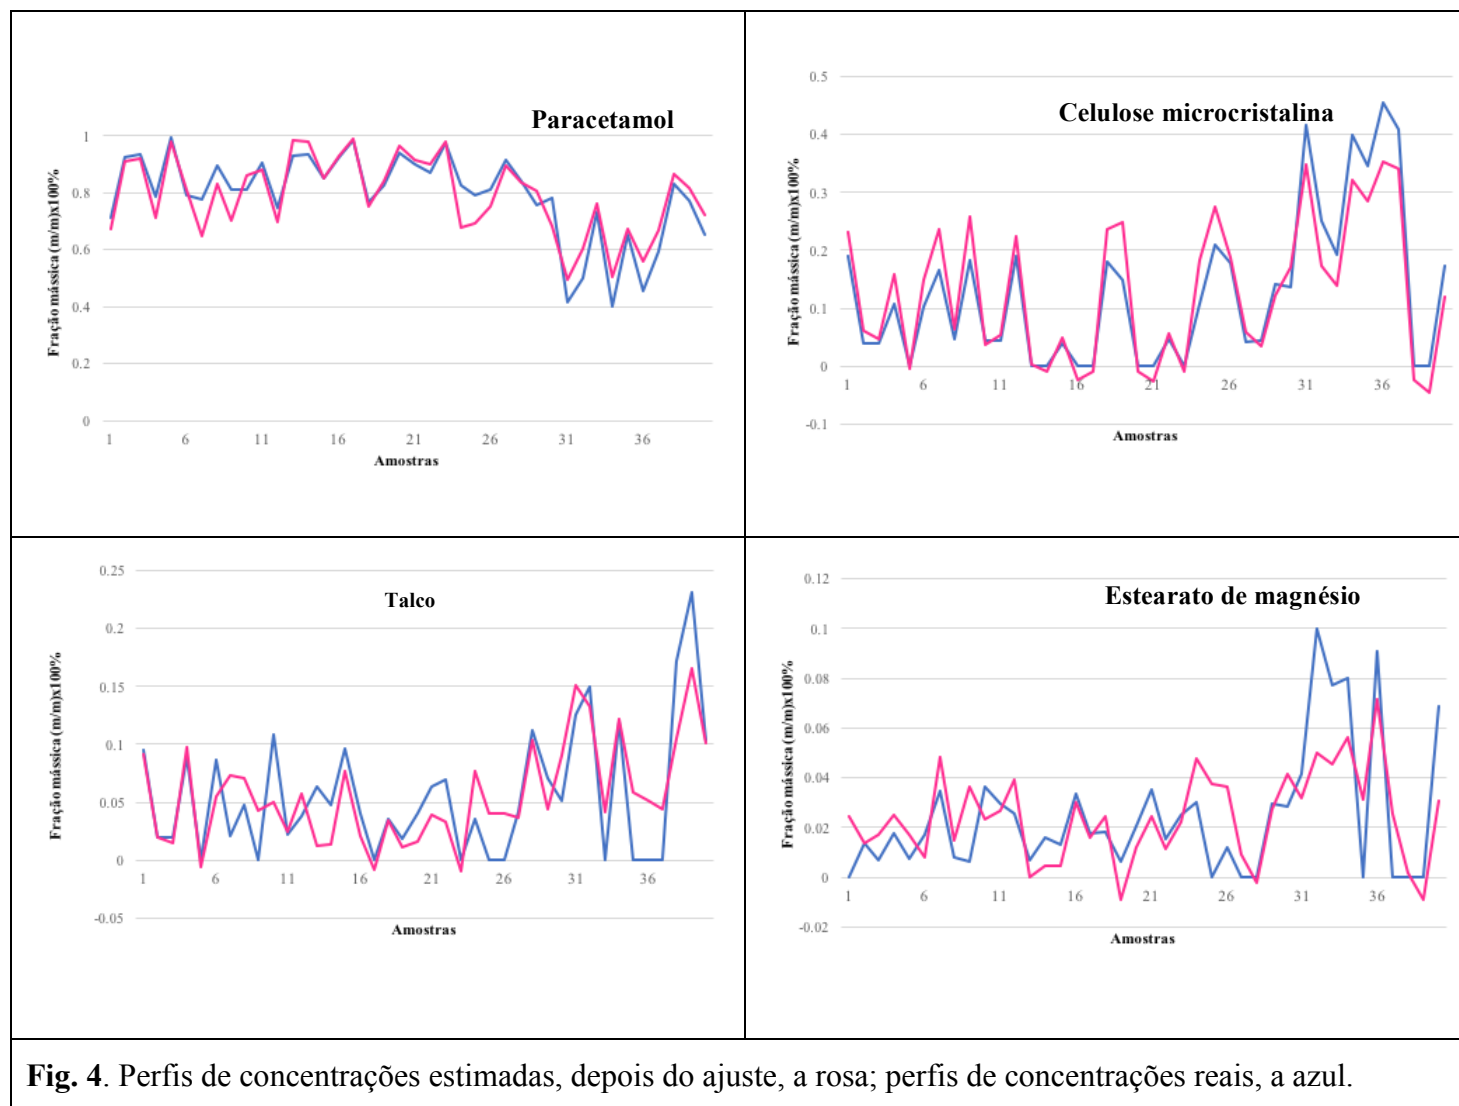 Paracetamol
Fração mássica (m/m)x100%
1
0.8
0.6
0.4
0.2
0
1 6 11 16 21 26 31 36
Amostras
Celulose microcristalina
Fração mássica (m/m)x100%
0.5
0.4
0.3
0.2
0.1
0
-0.1
1 6 11 16 21 26 31 36
Amostras
Talco
Fração mássica (m/m)x100%
0.25
0.2
0.15
0.1
0.05
0
-0.05
1 6 11 16 21 26 31 36
Amostras
Estearato de magnésio
Fração mássica (m/m)x100%
0.12
0.1
0.08
0.06
0.04
0.02
0
-0.02
1 6 11 16 21 26 31 36
Amostras
Fig. 4. Perfis de concentrações estimadas, depois do ajuste, a rosa; perfis de concentrações reais, a azul.